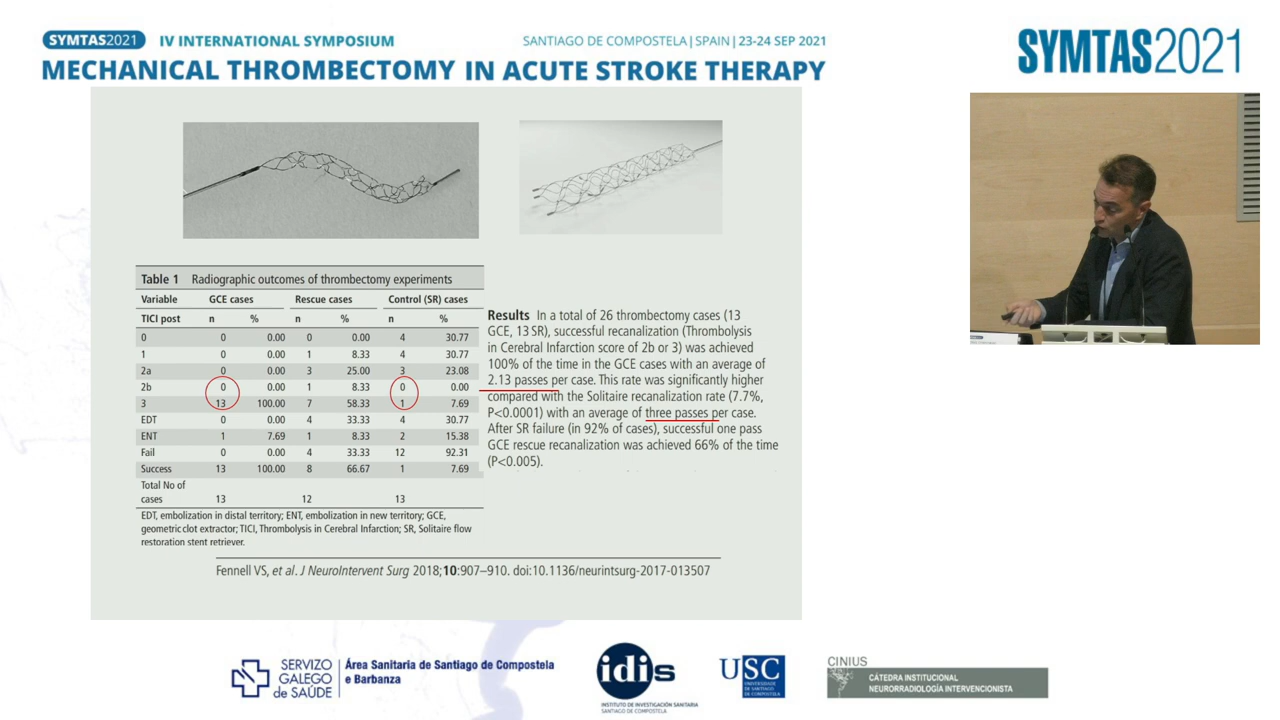 SYMTAS2021 IV INTERNATIONAL SYMPOSIUM SANTIAGO DE COMPOSTELA | SPAIN | 23-24 SEP 2021
MECHANICAL THROMBECTOMY IN ACUTE STROKE THERAPY
SYMTAS2021
Table 1 Radiographic outcomes of thrombectomy experiments
Variable GCE cases Rescue cases Control (SR) cases
TICI post n % n % n %
0 0 0.00 0 0.00 4 30.77
1 0 0.00 1 8.33 4 30.77
2a 0 0.00 3 25.00 3 23.08
2b 0 0.00 1 8.33 0 0.00
3 13 100.00 7 58.33 1 7.69
EDT 0 0.00 4 33.33 4 30.77
ENT 1 7.69 1 8.33 2 15.38
Fail 0 0.00 4 33.33 12 92.31
Success 13 100.00 8 66.67 1 7.69
Total No of
cases 13 12 13
EDT, embolization in distal territory; ENT, embolization in new territory; GCE,
geometric clot extractor; TICI, Thrombolysis in Cerebral Infarction; SR, Solitaire flow
restoration stent retriever.
Results In a total of 26 thrombectomy cases (13
GCE, 13 SR), successful recanalization (Thrombolysis
in Cerebral Infarction score of 2b or 3) was achieved
100% of the time in the GCE cases with an average of
2.13 passes per case. This rate was significantly higher
compared with the Solitaire recanalization rate (7.7%,
P<0.0001) with an average of three passes per case.
After SR failure (in 92% of cases), successful one pass
GCE rescue recanalization was achieved 66% of the time
(P<0.005).
Fennell VS, et al. J NeuroIntervent Surg 2018;10:907–910. doi:10.1136/neurintsurg-2017-013507
SERVIZO
GALEGO
de SAÚDE
Área Sanitaria de Santiago de Compostela
e Barbanza
idis
INSTITUTO DE INVESTIGACIÓN SANITARIA
SANTIAGO DE COMPOSTELA
USC
UNIVERSIDADE
DE SANTIAGO
DE COMPOSTELA
CINIUS
CÁTEDRA INSTITUCIONAL
NEURORRADIOLOGÍA INTERVENCIONISTA